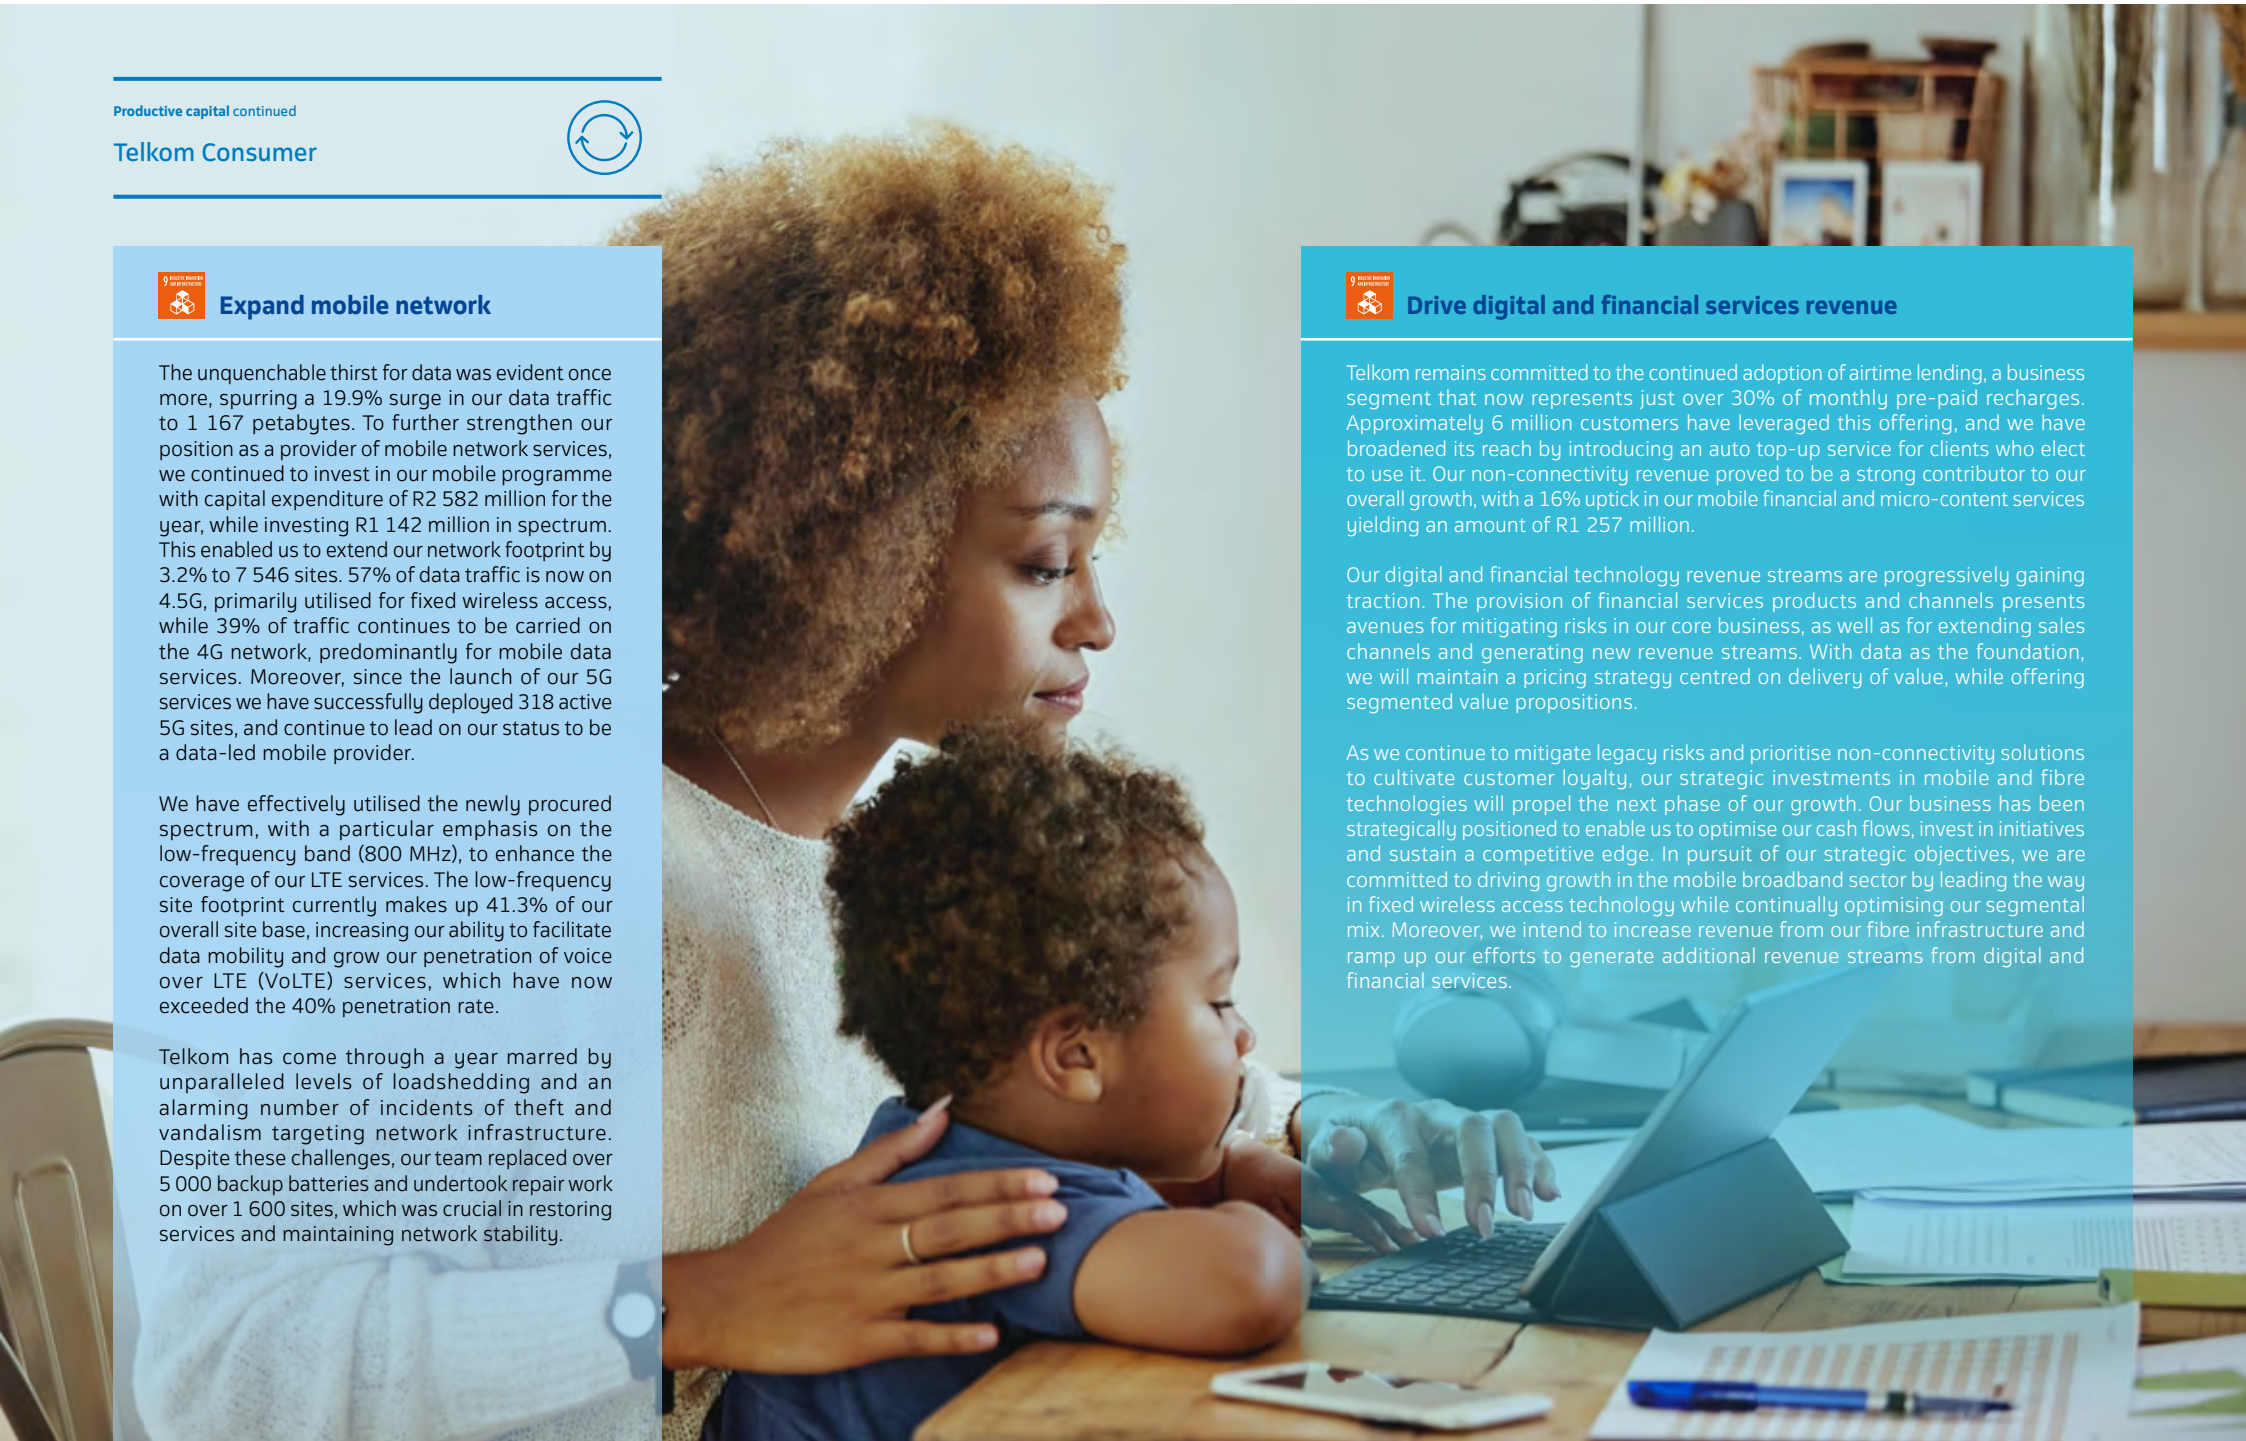 Productive capital continued
Telkom Consumer
9 INDUSTRY, INNOVATION
AND INFRASTRUCTURE
Expand mobile network
The unquenchable thirst for data was evident once
more, spurring a 19.9% surge in our data traffic
to 1 167 petabytes. To further strengthen our
position as a provider of mobile network services,
we continued to invest in our mobile programme
with capital expenditure of R2 582 million for the
year, while investing R1 142 million in spectrum.
This enabled us to extend our network footprint by
3.2% to 7 546 sites. 57% of data traffic is now on
4.5G, primarily utilised for fixed wireless access,
while 39% of traffic continues to be carried on
the 4G network, predominantly for mobile data
services. Moreover, since the launch of our 5G
services we have successfully deployed 318 active
5G sites, and continue to lead on our status to be
a data-led mobile provider.
We have effectively utilised the newly procured
spectrum, with a particular emphasis on the
low-frequency band (800 MHz), to enhance the
coverage of our LTE services. The low-frequency
site footprint currently makes up 41.3% of our
overall site base, increasing our ability to facilitate
data mobility and grow our penetration of voice
over LTE (VoLTE) services, which have now
exceeded the 40% penetration rate.
Telkom has come through a year marred by
unparalleled levels of loadshedding and an
alarming number of incidents of theft and
vandalism targeting network infrastructure.
Despite these challenges, our team replaced over
5 000 backup batteries and undertook repair work
on over 1 600 sites, which was crucial in restoring
services and maintaining network stability.
9 INDUSTRY, INNOVATION
AND INFRASTRUCTURE
Drive digital and financial services revenue
Telkom remains committed to the continued adoption of airtime lending, a business
segment that now represents just over 30% of monthly pre-paid recharges.
Approximately 6 million customers have leveraged this offering, and we have
broadened its reach by introducing an auto top-up service for clients who elect
to use it. Our non-connectivity revenue proved to be a strong contributor to our
overall growth, with a 16% uptick in our mobile financial and micro-content services
yielding an amount of R1 257 million.
Our digital and financial technology revenue streams are progressively gaining
traction. The provision of financial services products and channels presents
avenues for mitigating risks in our core business, as well as for extending sales
channels and generating new revenue streams. With data as the foundation,
we will maintain a pricing strategy centred on delivery of value, while offering
segmented value propositions.
As we continue to mitigate legacy risks and prioritise non-connectivity solutions
to cultivate customer loyalty, our strategic investments in mobile and fibre
technologies will propel the next phase of our growth. Our business has been
strategically positioned to enable us to optimise our cash flows, invest in initiatives
and sustain a competitive edge. In pursuit of our strategic objectives, we are
committed to driving growth in the mobile broadband sector by leading the way
in fixed wireless access technology while continually optimising our segmental
mix. Moreover, we intend to increase revenue from our fibre infrastructure and
ramp up our efforts to generate additional revenue streams from digital and
financial services.